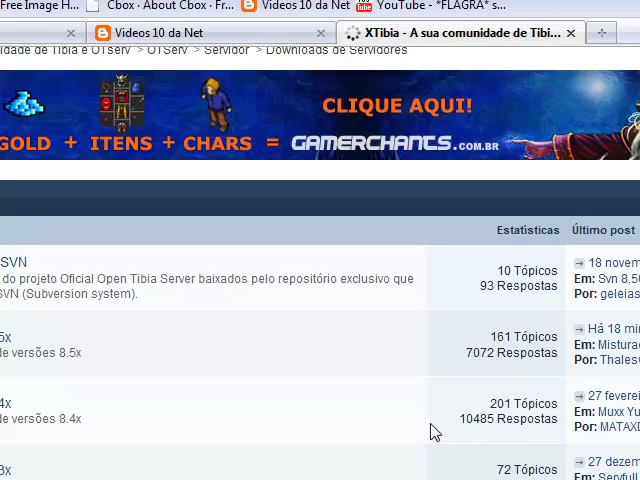 Free Image H... Cbox · About Cbox · Fr... Videos 10 da Net YouTube - *FLAGRA* s...
Videos 10 da Net XTibia - A sua comunidade de Tibi...
idade de Tibia e OTserv > OTServ > Servidor > Downloads de Servidores
CLIQUE AQUI!
GOLD + ITENS + CHARS = GAMERCHANTS.COM.BR
Estatísticas Último post
SVN
do projeto Oficial Open Tibia Server baixados pelo repositório exclusivo que
SVN (Subversion system).
10 Tópicos
93 Respostas
18 novem
Em: Svn 8.50
Por: geleias
5x
de versões 8.5x
161 Tópicos
7072 Respostas
Há 18 mi
Em: Mistura
Por: Thales
4x
de versões 8.4x
201 Tópicos
10485 Respostas
27 feverei
Em: Muxx Yu
Por: MATAXD
3x
72 Tópicos
27 dezem
Em: Servfull